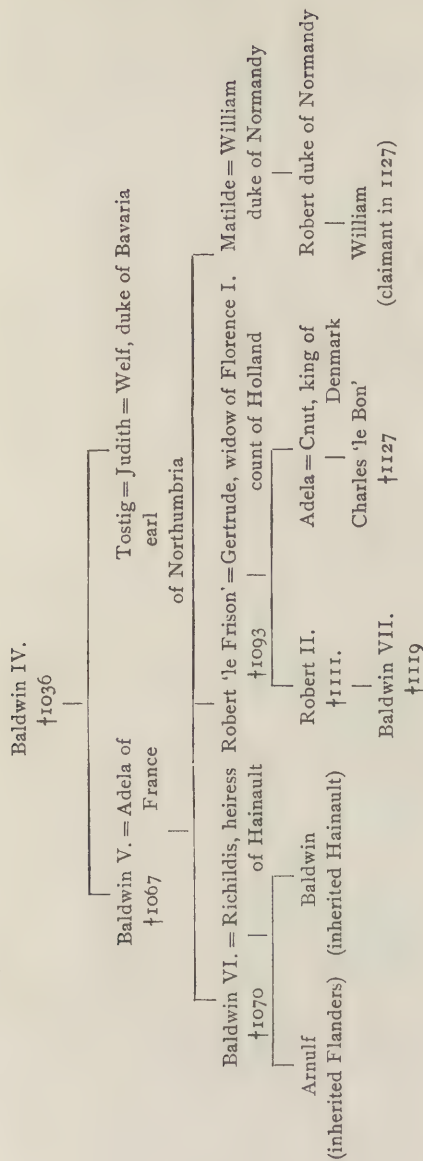 Baldwin IV.
†1036
Baldwin V. = Adela of
†1067 France
Tostig = Judith = Welf, duke of Bavaria
earl
of Northumbria
Baldwin VI. = Richildis, heiress
†1070 of Hainault
Robert 'le Frison' = Gertrude, widow of Florence I.
†1093 count of Holland
Matilde = William
duke of Normandy
Arnulf
(inherited Flanders)
Baldwin
(inherited Hainault)
Robert II.
†1111.
Adela = Cnut, king of
Denmark
Robert duke of Normandy
Baldwin VII.
†1119
Charles 'le Bon'
†1127
William
(claimant in 1127)